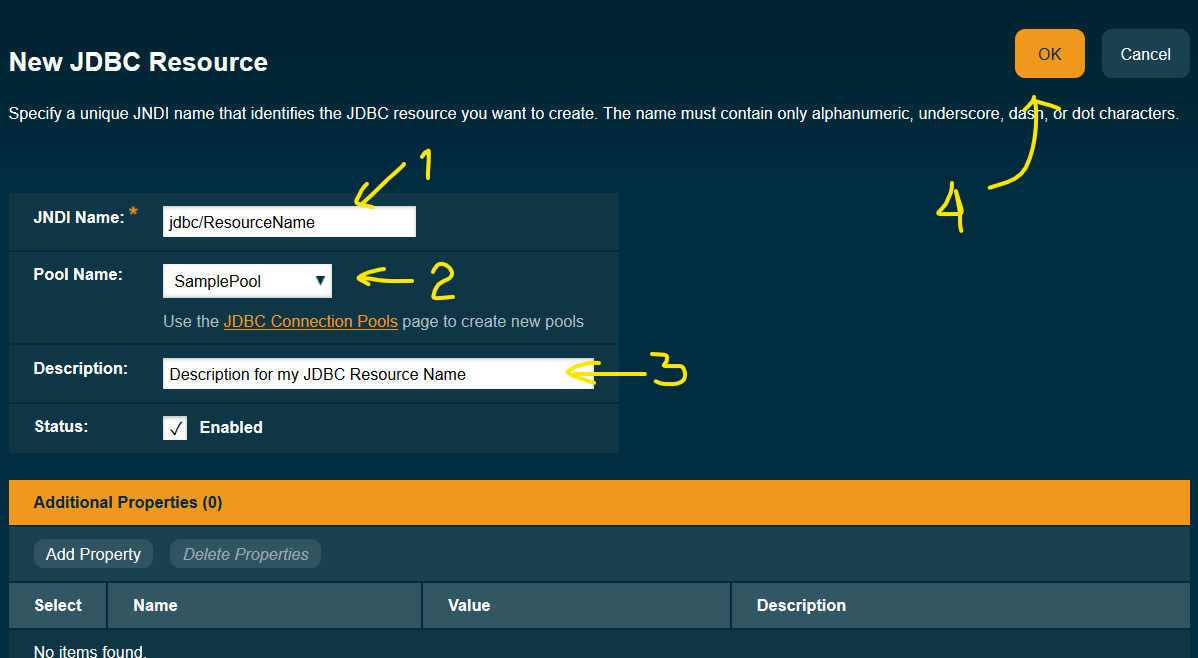 New JDBC Resource
OK
Cancel
Specify a unique JNDI name that identifies the JDBC resource you want to create. The name must contain only alphanumeric, underscore, dash, or dot characters.
1
4
JNDI Name: *
jdbc/ResourceName
Pool Name:
SamplePool
2
Use the JDBC Connection Pools page to create new pools
Description:
Description for my JDBC Resource Name
3
Status:
✓ Enabled
Additional Properties (0)
Add Property
Delete Properties
Select
Name
Value
Description
No items found.